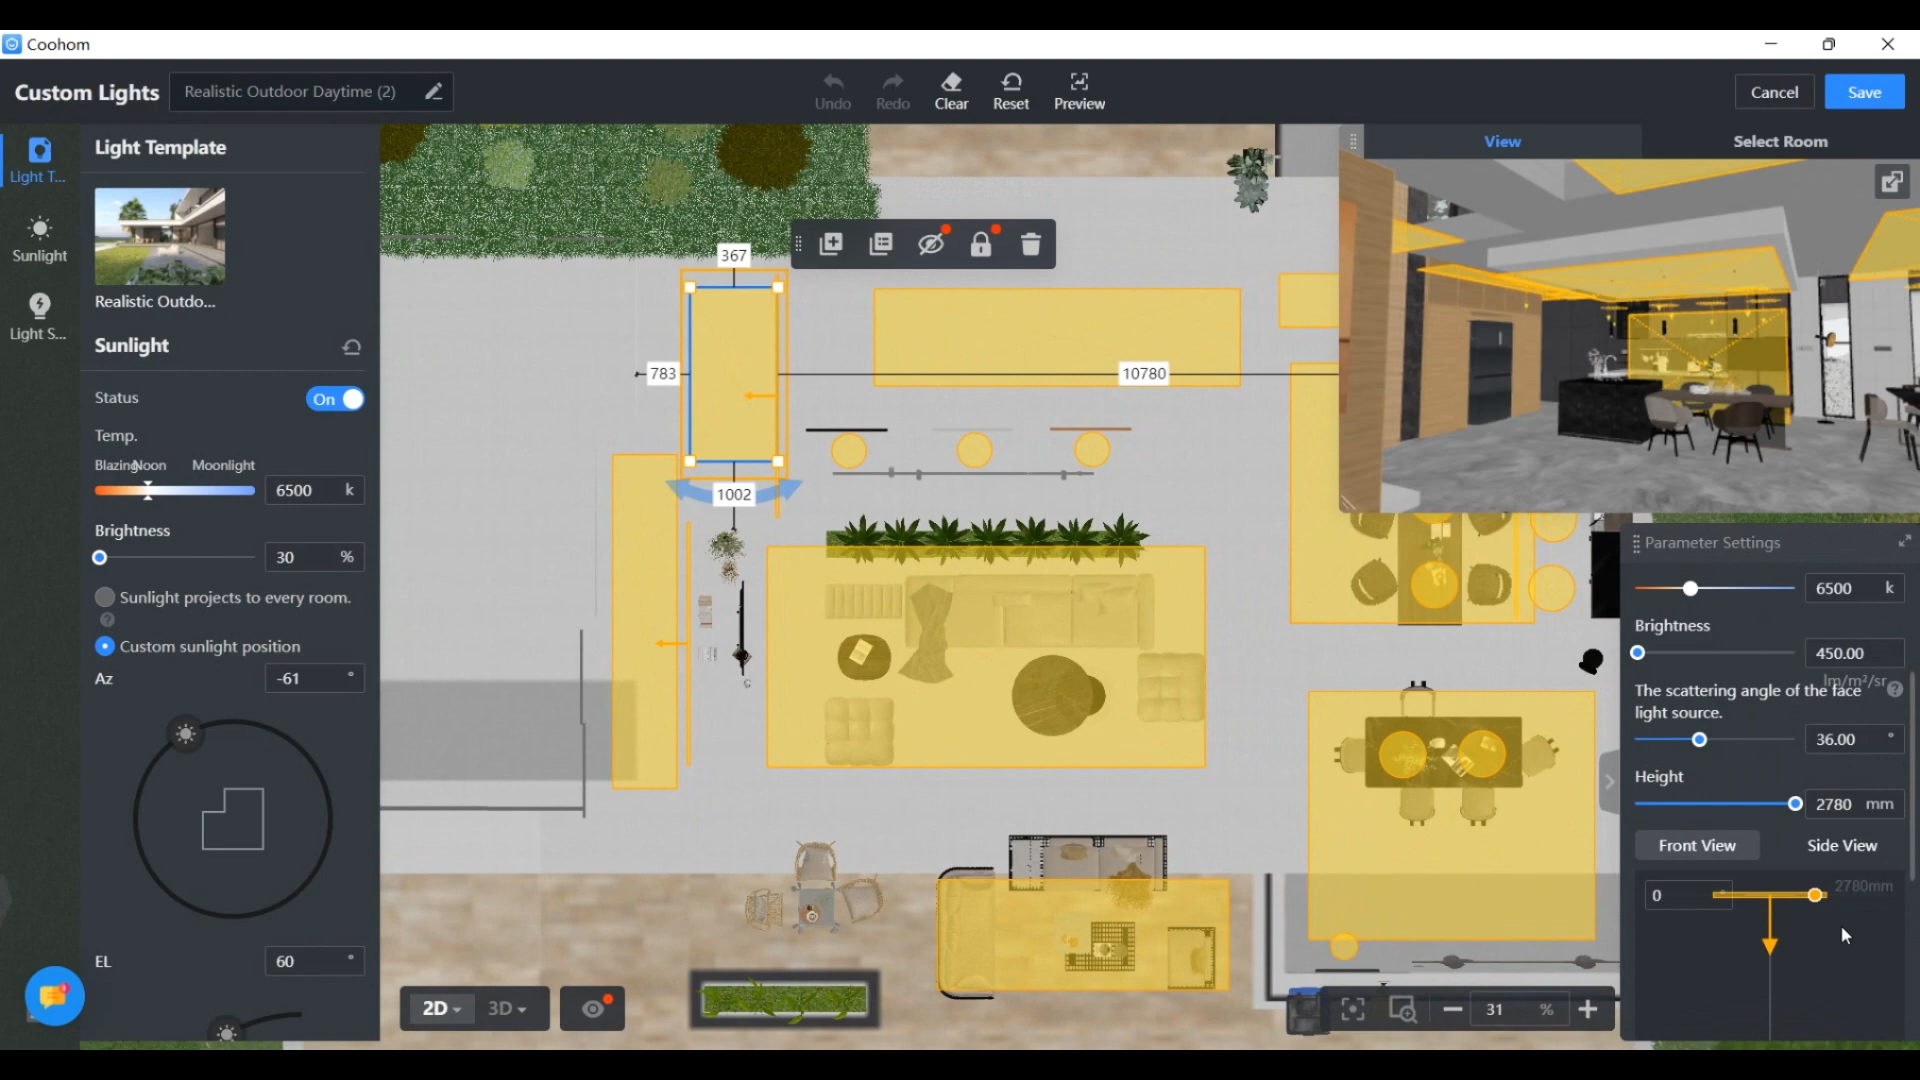 Coohom
Custom Lights
Realistic Outdoor Daytime (2)
Undo
Redo
Clear
Reset
Preview
Cancel
Save
Light T...
Sunlight
Light S...
Light Template
Realistic Outdo...
Sunlight
Status
On
Temp.
Blazing
Noon
Moonlight
6500 k
Brightness
30 %
Sunlight projects to every room.
?
Custom sunlight position
Az
-61 °
EL
60 °
367
783
10780
1002
2D
3D
31 %
View
Select Room
Parameter Settings
6500 k
Brightness
450.00
lm/m²/sr
The scattering angle of the face
light source.
?
36.00 °
Height
2780 mm
Front View
Side View
0 °
2780mm